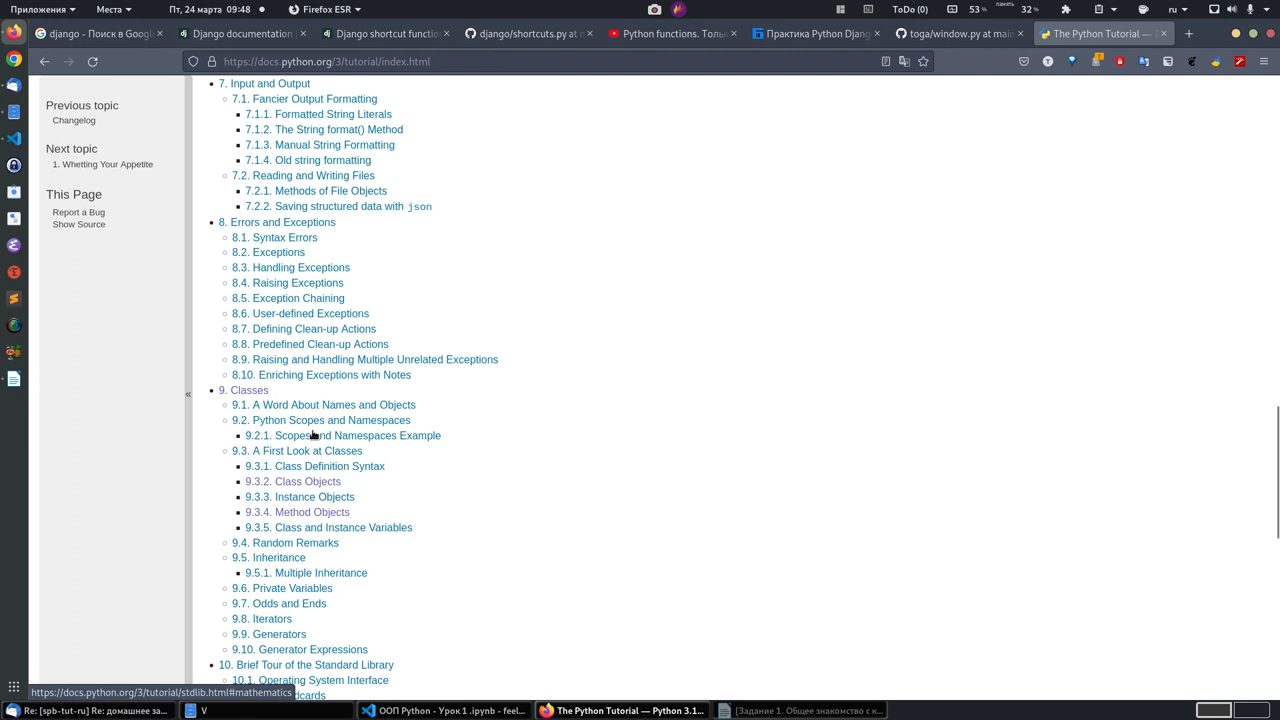 Приложения Места Пт, 24 марта 09:48 Веб-браузер Firefox ToDo (0) 53 % память 32 %
django - Поиск в Googl
Django documentation
Django shortcut functio
django/shortcuts.py at
Python functions. Тольк
Практика Python Djang
toga/window.py at main
The Python Tutorial —
https://docs.python.org/3/tutorial/index.html
Previous topic
Changelog
Next topic
1. Whetting Your Appetite
This Page
Report a Bug
Show Source
«
7. Input and Output
7.1. Fancier Output Formatting
7.1.1. Formatted String Literals
7.1.2. The String format() Method
7.1.3. Manual String Formatting
7.1.4. Old string formatting
7.2. Reading and Writing Files
7.2.1. Methods of File Objects
7.2.2. Saving structured data with json
8. Errors and Exceptions
8.1. Syntax Errors
8.2. Exceptions
8.3. Handling Exceptions
8.4. Raising Exceptions
8.5. Exception Chaining
8.6. User-defined Exceptions
8.7. Defining Clean-up Actions
8.8. Predefined Clean-up Actions
8.9. Raising and Handling Multiple Unrelated Exceptions
8.10. Enriching Exceptions with Notes
9. Classes
9.1. A Word About Names and Objects
9.2. Python Scopes and Namespaces
9.2.1. Scopes and Namespaces Example
9.3. A First Look at Classes
9.3.1. Class Definition Syntax
9.3.2. Class Objects
9.3.3. Instance Objects
9.3.4. Method Objects
9.3.5. Class and Instance Variables
9.4. Random Remarks
9.5. Inheritance
9.5.1. Multiple Inheritance
9.6. Private Variables
9.7. Odds and Ends
9.8. Iterators
9.9. Generators
9.10. Generator Expressions
10. Brief Tour of the Standard Library
10.1. Operating System Interface
dcards
https://docs.python.org/3/tutorial/stdlib.html#mathematics
Re: [spb-tut-ru] Re: домашнее за...
V
ООП Python - Урок 1 .ipynb - feel...
The Python Tutorial — Python 3.1...
[Задание 1. Общее знакомство с к...